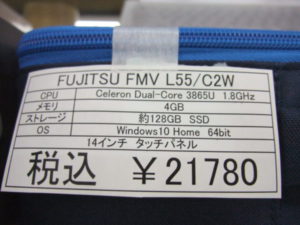 FUJITSU FMV L55/C2W
CPU Celeron Dual-Core 3865U 1.8GHz
メモリ 4GB
ストレージ 約128GB SSD
OS Windows10 Home 64bit
14インチ タッチパネル
税込 ￥21780